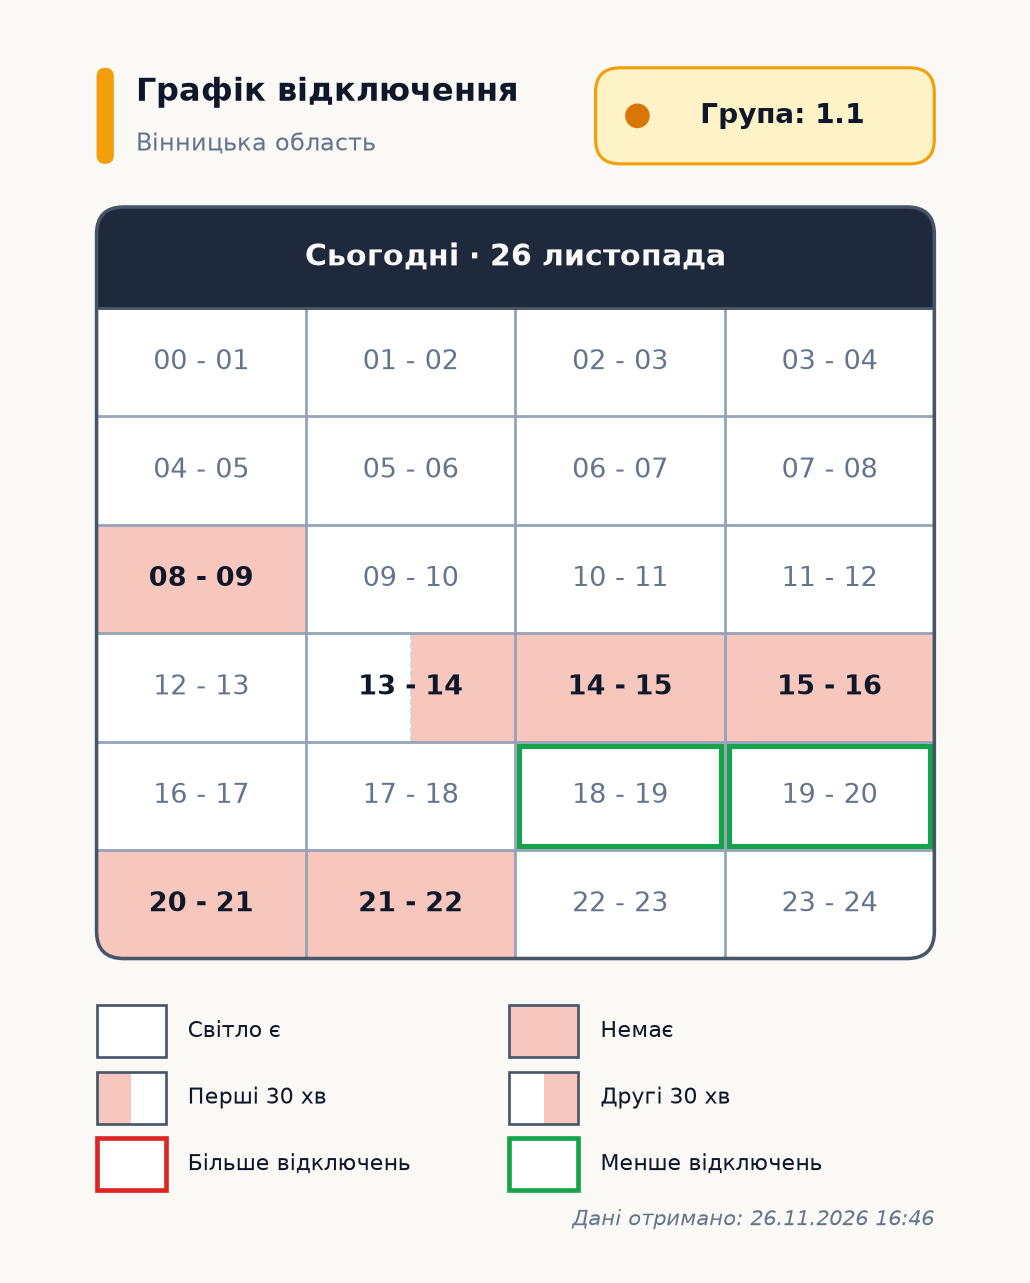 Графік відключення
Вінницька область
Група: 1.1
Сьогодні · 26 листопада
00 - 01 01 - 02 02 - 03 03 - 04
04 - 05 05 - 06 06 - 07 07 - 08
08 - 09 09 - 10 10 - 11 11 - 12
12 - 13 13 - 14 14 - 15 15 - 16
16 - 17 17 - 18 18 - 19 19 - 20
20 - 21 21 - 22 22 - 23 23 - 24
Світло є Немає
Перші 30 хв Другі 30 хв
Більше відключень Менше відключень
Дані отримано: 26.11.2026 16:46